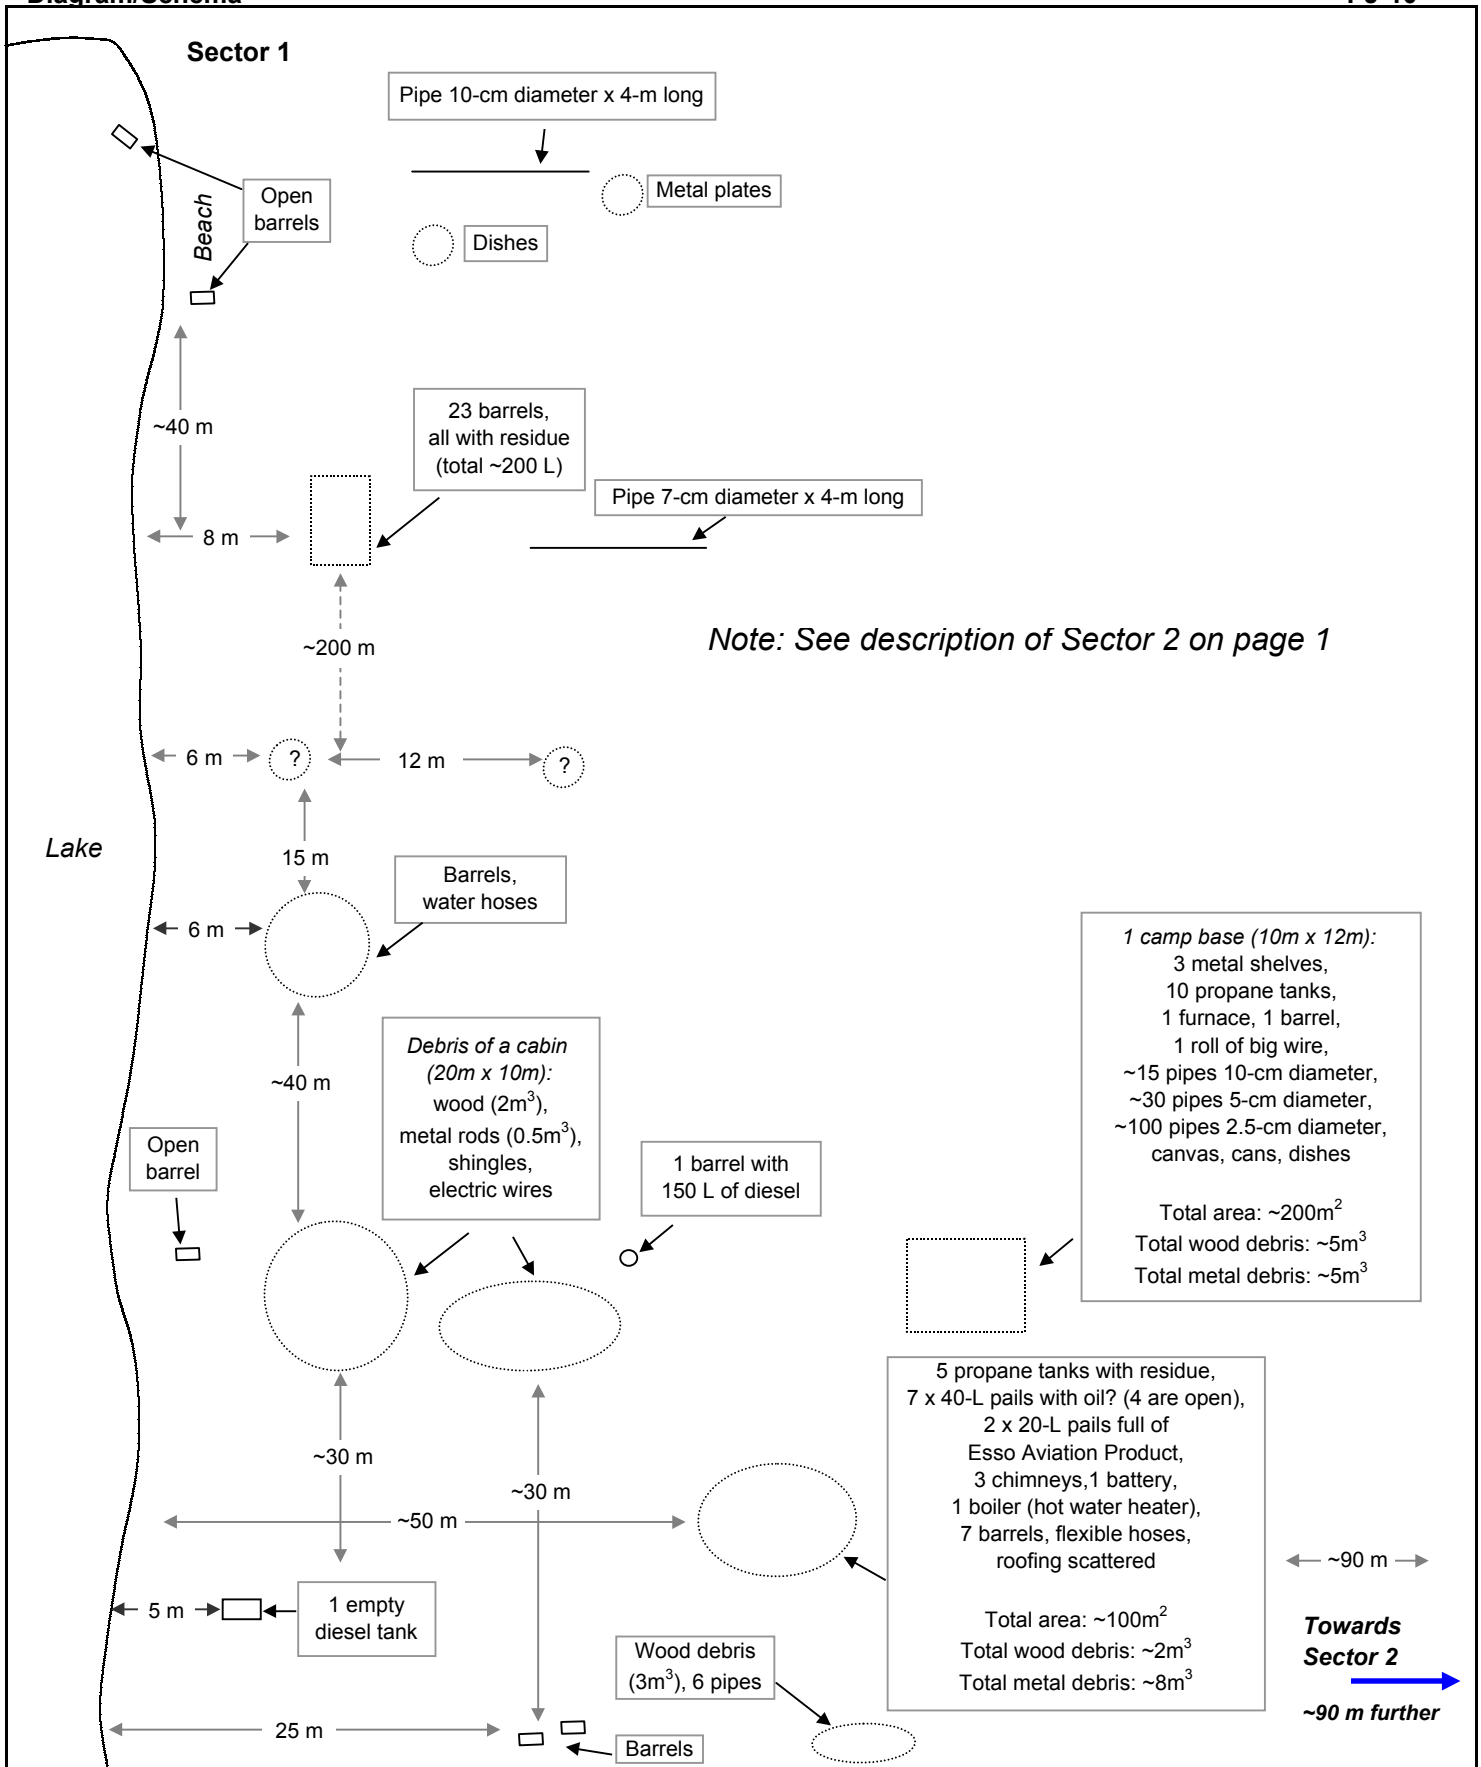 Sector 1
Pipe 10-cm diameter x 4-m long
Metal plates
Open
barrels
Beach
Dishes
~40 m
23 barrels,
all with residue
(total ~200 L)
Pipe 7-cm diameter x 4-m long
8 m
~200 m
Note: See description of Sector 2 on page 1
6 m
?
12 m
?
Lake
15 m
Barrels,
water hoses
6 m
1 camp base (10m x 12m):
3 metal shelves,
10 propane tanks,
1 furnace, 1 barrel,
1 roll of big wire,
~15 pipes 10-cm diameter,
~30 pipes 5-cm diameter,
~100 pipes 2.5-cm diameter,
canvas, cans, dishes
Total area: ~200m²
Total wood debris: ~5m³
Total metal debris: ~5m³
Debris of a cabin
(20m x 10m):
wood (2m³),
metal rods (0.5m³),
shingles,
electric wires
~40 m
Open
barrel
1 barrel with
150 L of diesel
5 propane tanks with residue,
7 x 40-L pails with oil? (4 are open),
2 x 20-L pails full of
Esso Aviation Product,
3 chimneys,1 battery,
1 boiler (hot water heater),
7 barrels, flexible hoses,
roofing scattered
Total area: ~100m²
Total wood debris: ~2m³
Total metal debris: ~8m³
~30 m
~30 m
~50 m
~90 m
5 m
1 empty
diesel tank
Towards
Sector 2
~90 m further
Wood debris
(3m³), 6 pipes
25 m
Barrels